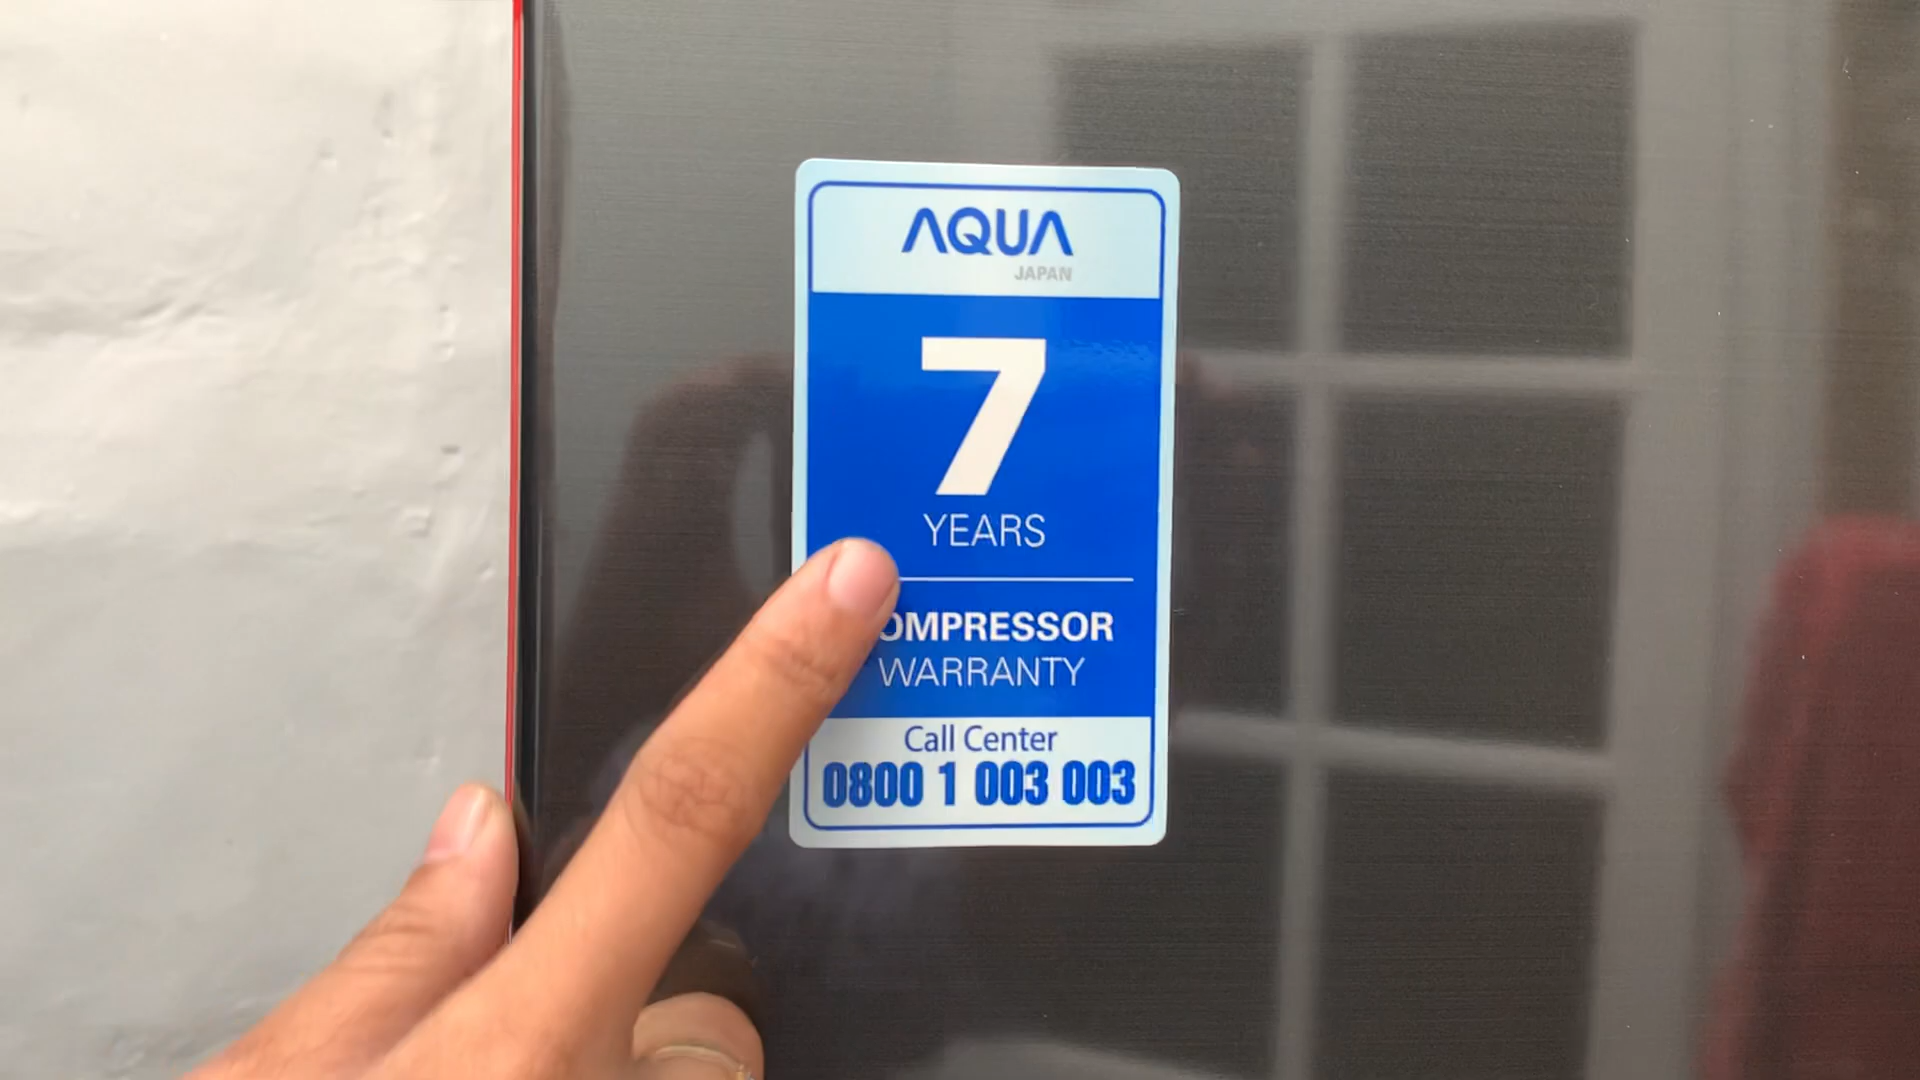 AQUA
JAPAN
7
YEARS
OMPRESSOR
WARRANTY
Call Center
0800 1 003 003